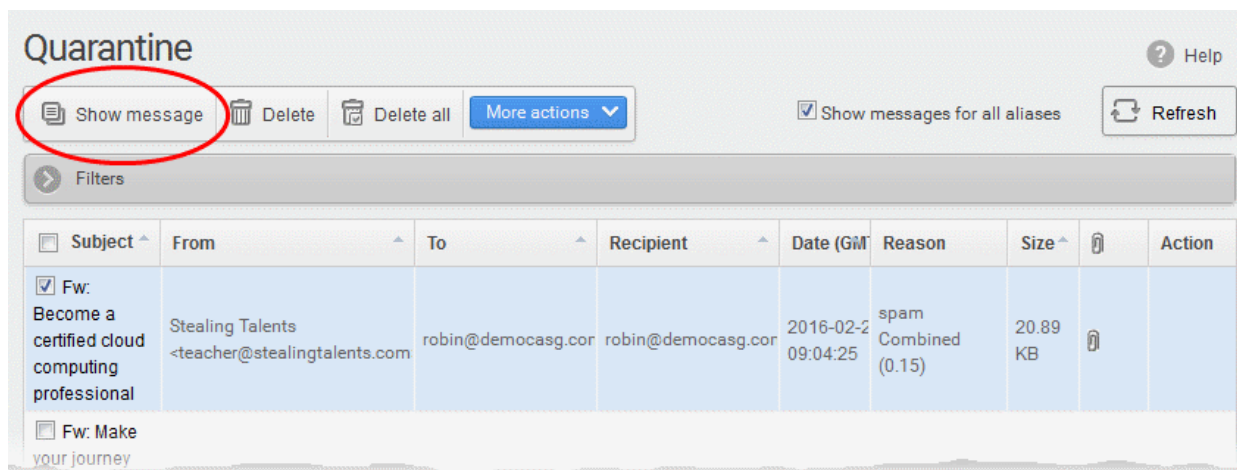 Quarantine
Help
Show message Delete Delete all More actions Show messages for all aliases Refresh
Filters
Subject From To Recipient Date (GMT Reason Size Action
Fw:
Become a
certified cloud
computing
professional
Stealing Talents
<teacher@stealingtalents.com
robin@democasg.cor
robin@democasg.cor
2016-02-2
09:04:25
spam
Combined
(0.15)
20.89
KB
Fw: Make
your journey